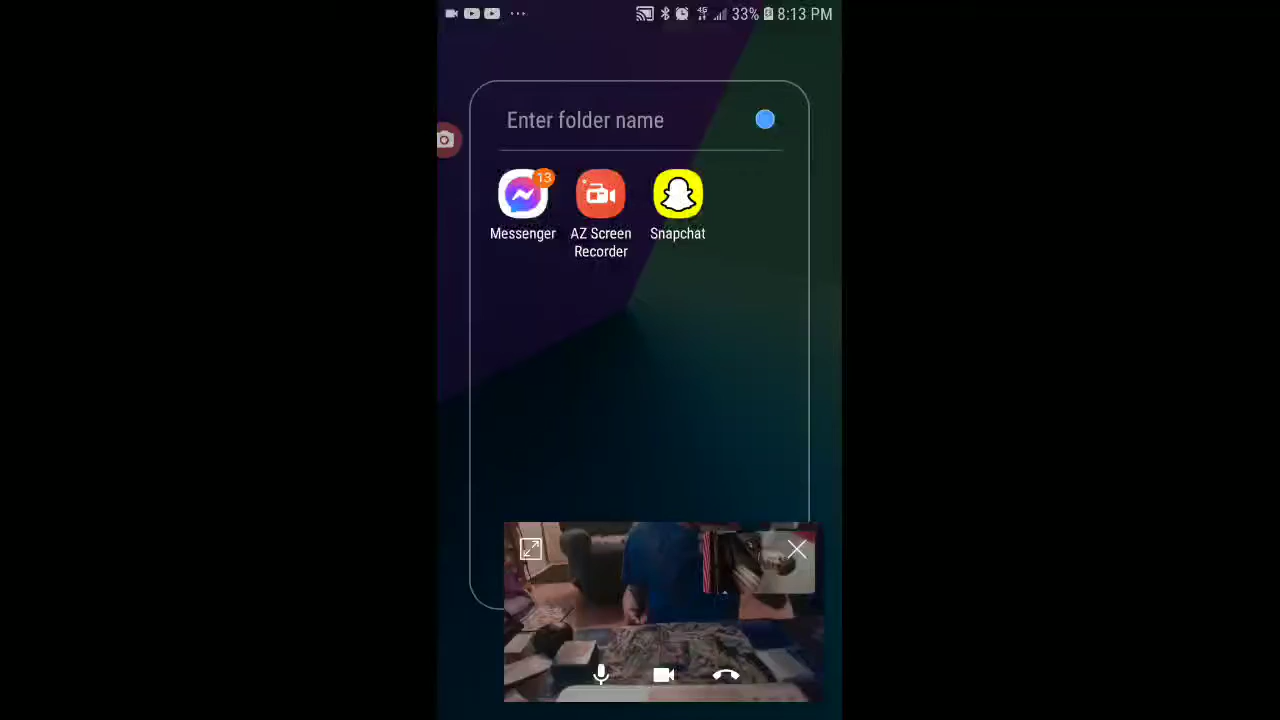 33% 8:13 PM
Enter folder name
13
Messenger
AZ Screen
Recorder
Snapchat